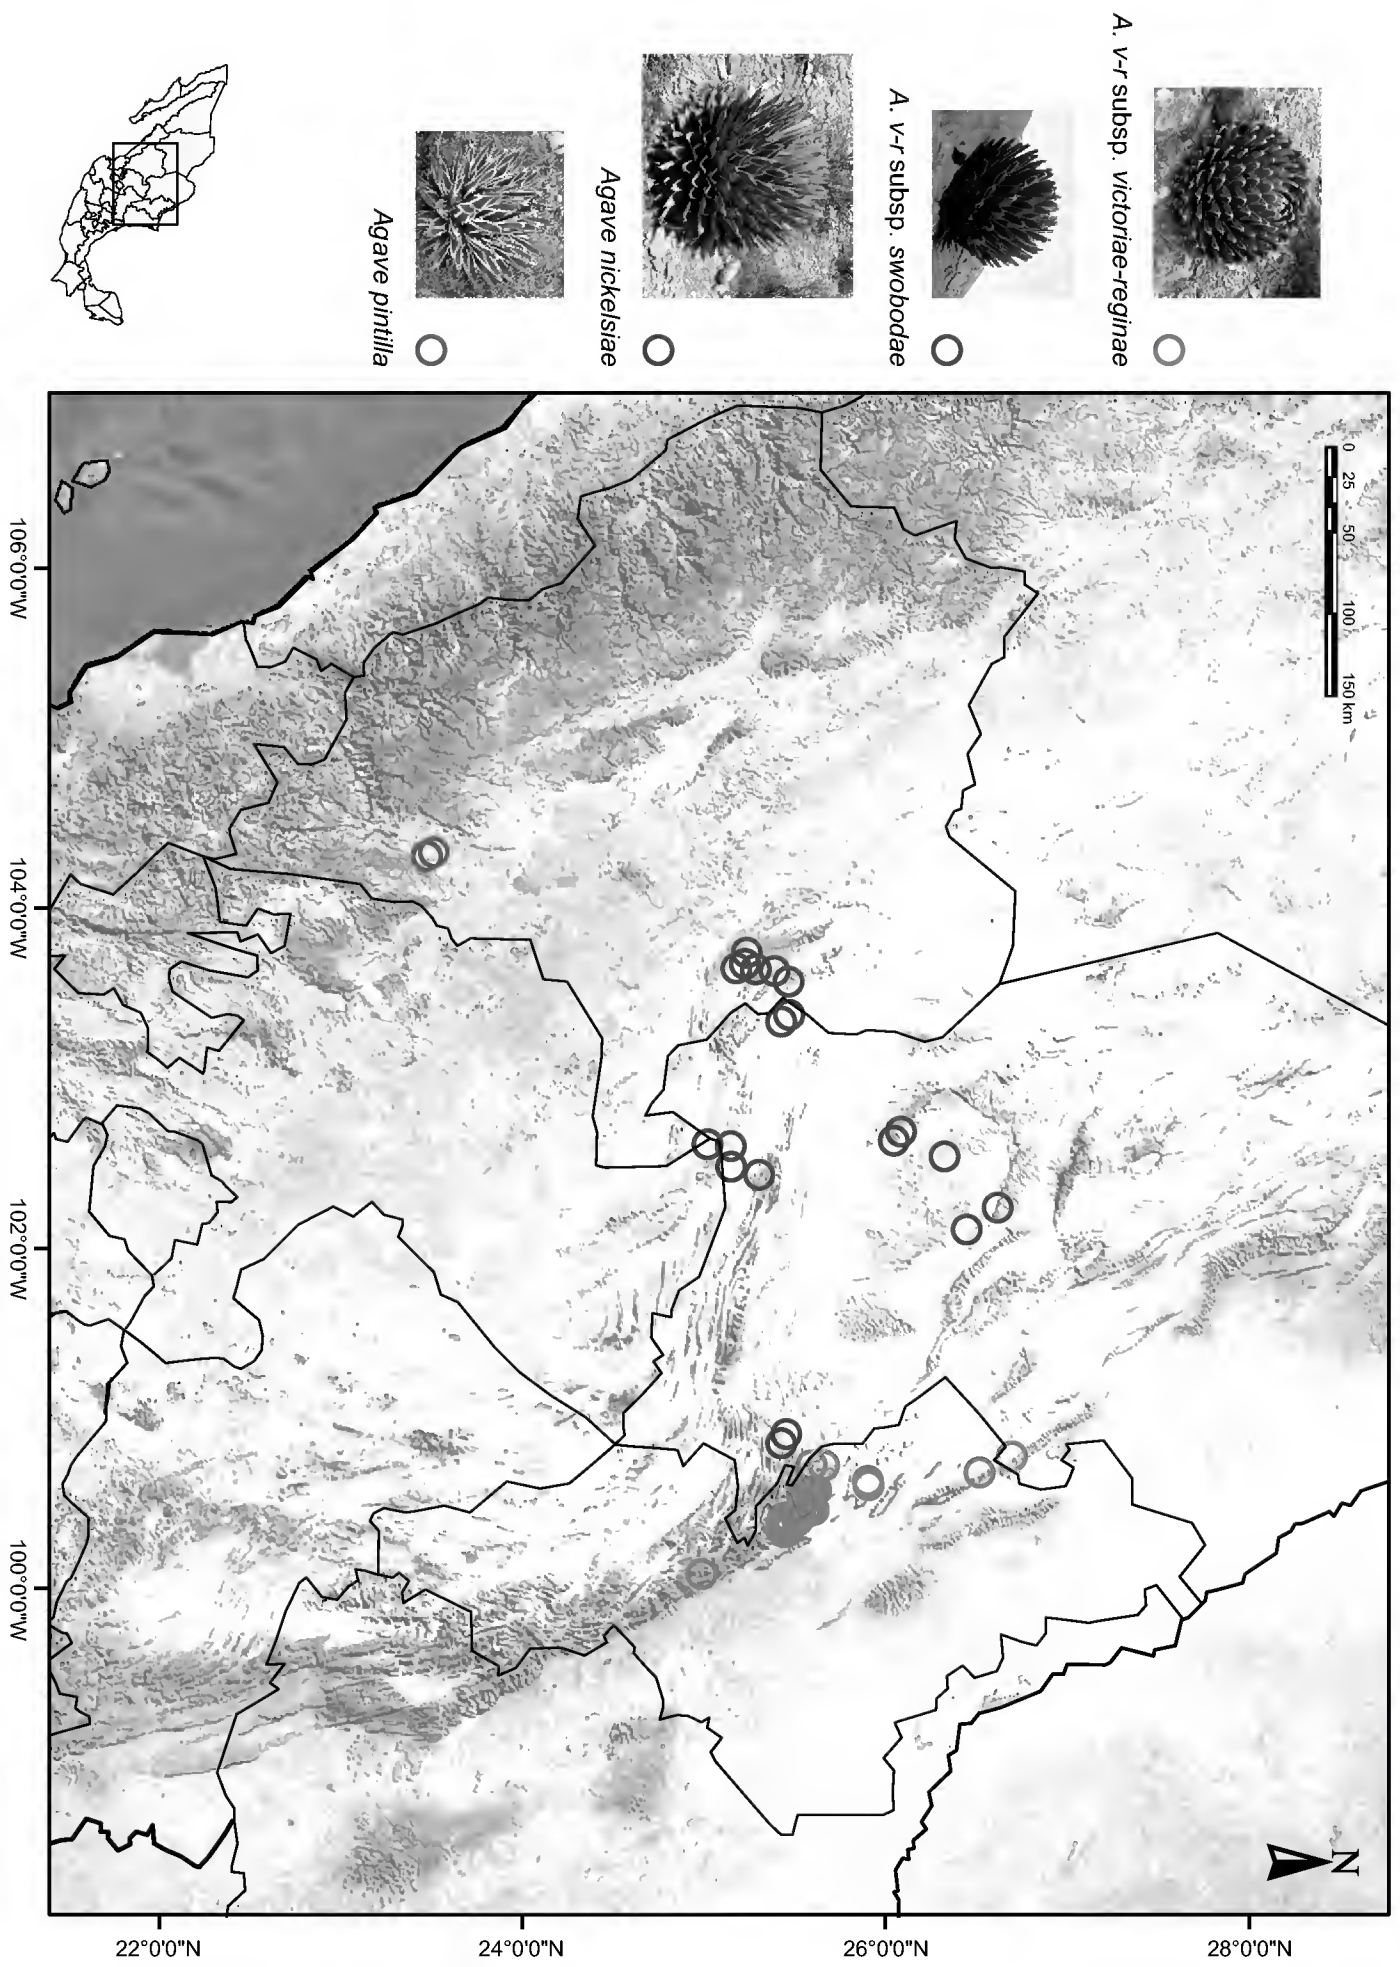 A. v-r subsp. victoriae-reginae
A. v-r subsp. swobodae
Agave nickelsiae
Agave pintilla
0 25 50 100 150 km
N
28°0'0"N
26°0'0"N
24°0'0"N
22°0'0"N
106°0'0"W
104°0'0"W
102°0'0"W
100°0'0"W